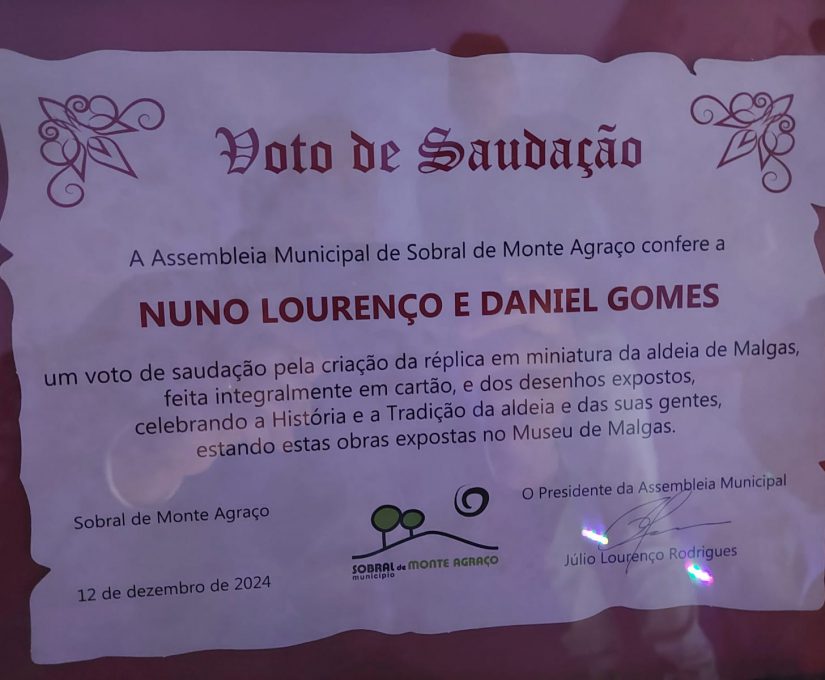 Voto de Saudação
A Assembleia Municipal de Sobral de Monte Agraço confere a
NUNO LOURENÇO E DANIEL GOMES
um voto de saudação pela criação da réplica em miniatura da aldeia de Malgas,
feita integralmente em cartão, e dos desenhos expostos,
celebrando a História e a Tradição da aldeia e das suas gentes,
estando estas obras expostas no Museu de Malgas.
Sobral de Monte Agraço
12 de dezembro de 2024
SOBRAL de MONTE AGRAÇO
município
O Presidente da Assembleia Municipal
Júlio Lourenço Rodrigues